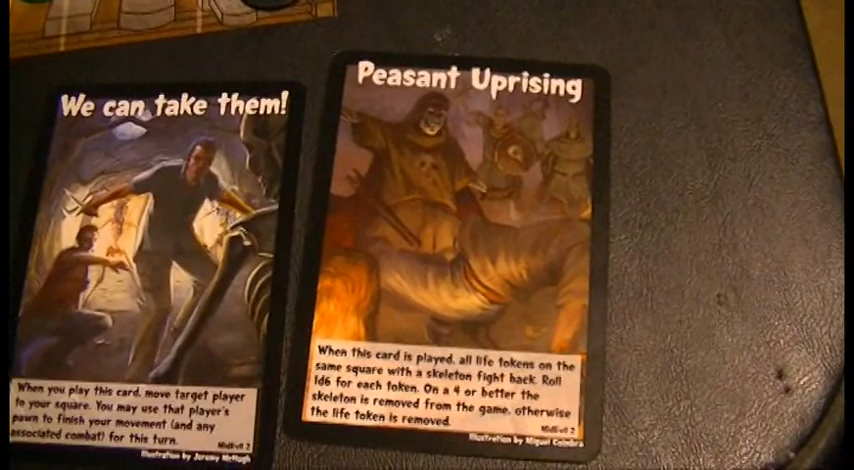 We can take them!
When you play this card, move target player
to your square. You may use that player's
pawn to finish your movement (and any
associated combat) for this turn.
MidEvil 2
Illustration by Jeremy McHugh
Peasant Uprising
When this card is played, all life tokens on the
same square with a skeleton fight back. Roll
1d6 for each token. On a 4 or better the
skeleton is removed from the game, otherwise
the life token is removed.
MidEvil 2
Illustration by Miguel Coimbra